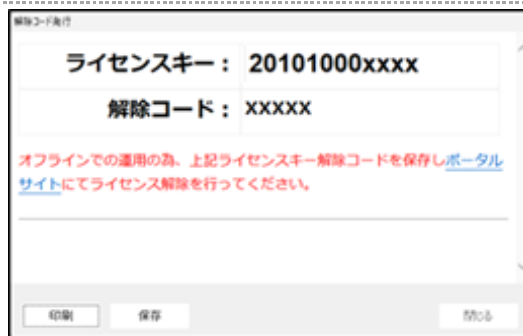 解除コード発行
ライセンスキー： 20101000xxxx
解除コード： xxxxx
オフラインでの運用の為、上記ライセンスキー解除コードを保存しポータル
サイトにてライセンス解除を行ってください。
印刷 保存 閉じる